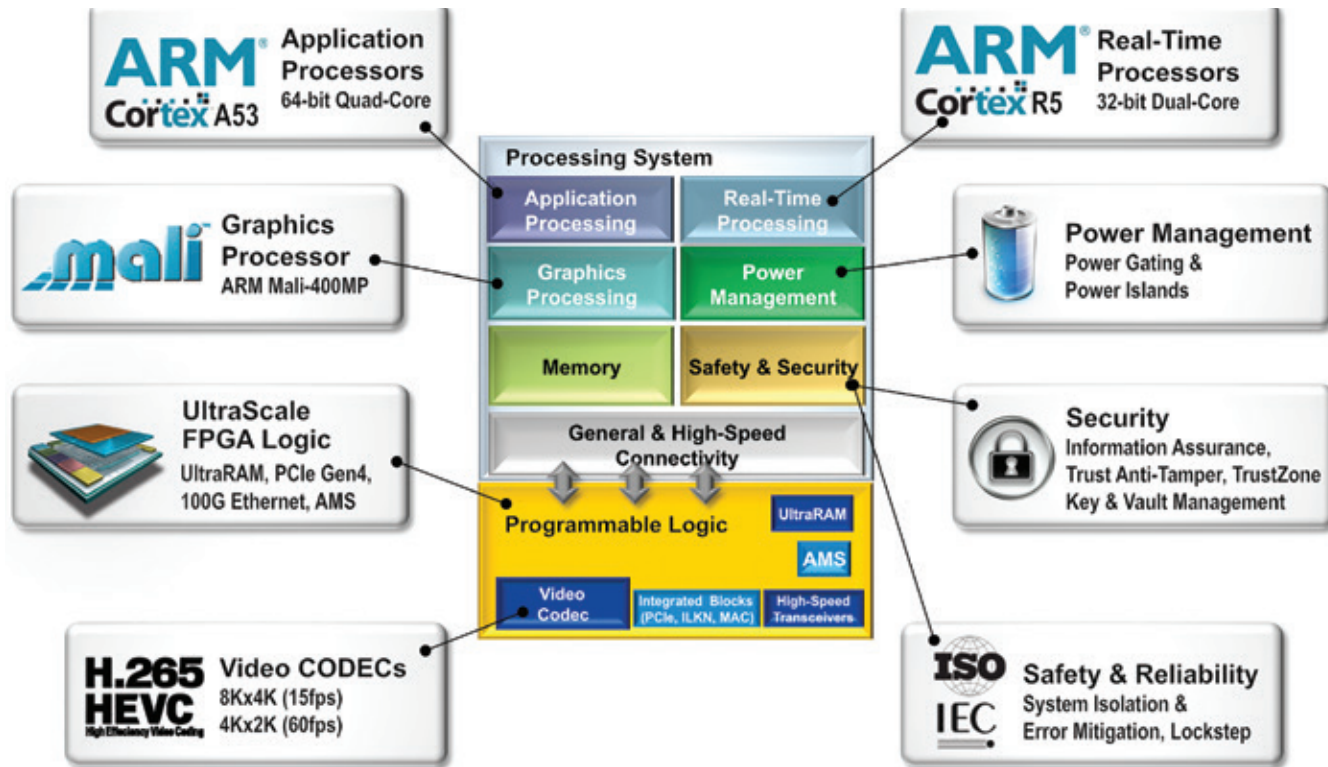 ARM®
Cortex A53
Application
Processors
64-bit Quad-Core
ARM®
Cortex R5
Real-Time
Processors
32-bit Dual-Core
mali™
Graphics
Processor
ARM Mali-400MP
Processing System
Application
Processing
Real-Time
Processing
Graphics
Processing
Power
Management
Memory
Safety & Security
General & High-Speed
Connectivity
Power Management
Power Gating &
Power Islands
UltraScale
FPGA Logic
UltraRAM, PCIe Gen4,
100G Ethernet, AMS
Security
Information Assurance,
Trust Anti-Tamper, TrustZone
Key & Vault Management
Programmable Logic
UltraRAM
AMS
Video
Codec
Integrated Blocks
(PCIe, ILKN, MAC)
High-Speed
Transceivers
H.265
HEVC
High Effeciency Video Coding
Video CODECs
8Kx4K (15fps)
4Kx2K (60fps)
ISO
IEC
Safety & Reliability
System Isolation &
Error Mitigation, Lockstep